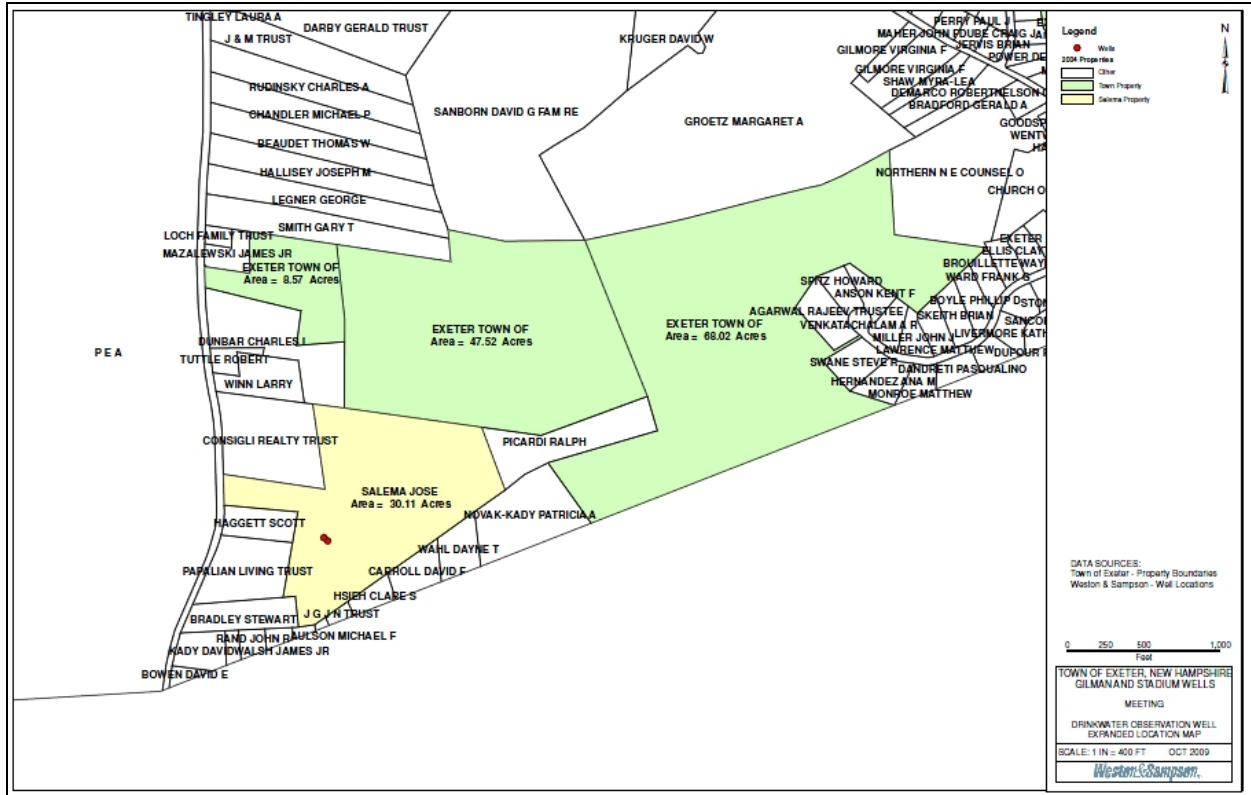 TINGLEY LAURA A
J & M TRUST
DARBY GERALD TRUST
KRUGER DAVID W
PERRY PAUL J
MAHER JOHN F
DUBE CRAIG JA
JERVIS BRIAN
GILMORE VIRGINIA F
POWER DE
GILMORE VIRGINIA F
SHAW MYRA-LEA
DEMARCO ROBERT
NELSON
BRADFORD GERALD A
RUDINSKY CHARLES A
CHANDLER MICHAEL P
SANBORN DAVID G FAM RE
GROETZ MARGARET A
GOODSP
WENTV
HA
BEAUDET THOMAS W
HALLISEY JOSEPH M
NORTHERN N E COUNSEL O
CHURCH O
LEGNER GEORGE
SMITH GARY T
LOCH FAMILY TRUST
MAZALEWSKI JAMES JR
EXETER TOWN OF
Area = 8.57 Acres
EXETER
ELLIS CLAY
BROUILLETTE WAY
WARD FRANK G
SPITZ HOWARD
ANSON KENT F
BOYLE PHILLIP D
STON
AGARWAL RAJEEV TRUSTEE
SKEITH BRIAN
SANCO
VENKATACHALAM A R
LIVERMORE KATH
MILLER JOHN J
LAWRENCE MATTHEW
DUFOUR
EXETER TOWN OF
Area = 47.52 Acres
EXETER TOWN OF
Area = 68.02 Acres
SWANE STEVE R
DANDRETI PASQUALINO
HERNANDEZ ANA M
MONROE MATTHEW
P E A
DUNBAR CHARLES I
TUTTLE ROBERT
WINN LARRY
CONSIGLI REALTY TRUST
PICARDI RALPH
SALEMA JOSE
Area = 30.11 Acres
HAGGETT SCOTT
NOVAK-KADY PATRICIA A
WAHL DAYNE T
PAPALIAN LIVING TRUST
CARROLL DAVID F
HSIEH CLARE S
J G J N TRUST
BRADLEY STEWART
RAND JOHN R
AULSON MICHAEL F
KADY DAVID
WALSH JAMES JR
BOWEN DAVID E
Legend
Wells
2004 Properties
Other
Town Property
Salema Property
N
DATA SOURCES:
Town of Exeter - Property Boundaries
Weston & Sampson - Well Locations
0 250 500 1,000
Feet
TOWN OF EXETER, NEW HAMPSHIRE
GILMAN AND STADIUM WELLS
MEETING
DRINKWATER OBSERVATION WELL
EXPANDED LOCATION MAP
SCALE: 1 IN = 400 FT OCT 2009
Weston&Sampson.